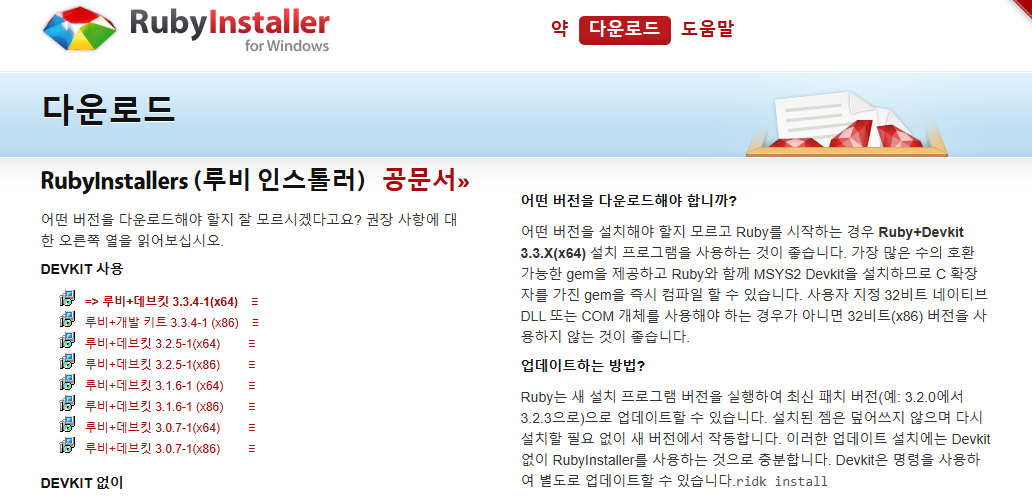 RubyInstaller
for Windows
약 다운로드 도움말
다운로드
RubyInstallers (루비 인스톨러) 공문서»
어떤 버전을 다운로드해야 할지 잘 모르시겠다고요? 권장 사항에 대
한 오른쪽 열을 읽어보십시오.
DEVKIT 사용
=> 루비+데브킷 3.3.4-1(x64)
루비+개발 키트 3.3.4-1 (x86)
루비+데브킷 3.2.5-1(x64)
루비+데브킷 3.2.5-1(x86)
루비+데브킷 3.1.6-1 (x64)
루비+데브킷 3.1.6-1 (x86)
루비+데브킷 3.0.7-1(x64)
루비+데브킷 3.0.7-1(x86)
DEVKIT 없이
어떤 버전을 다운로드해야 합니까?
어떤 버전을 설치해야 할지 모르고 Ruby를 시작하는 경우 Ruby+Devkit
3.3.X(x64) 설치 프로그램을 사용하는 것이 좋습니다. 가장 많은 수의 호환
가능한 gem을 제공하고 Ruby와 함께 MSYS2 Devkit을 설치하므로 C 확장
자를 가진 gem을 즉시 컴파일 할 수 있습니다. 사용자 지정 32비트 네이티브
DLL 또는 COM 개체를 사용해야 하는 경우가 아니면 32비트(x86) 버전을 사
용하지 않는 것이 좋습니다.
업데이트하는 방법?
Ruby는 새 설치 프로그램 버전을 실행하여 최신 패치 버전(예: 3.2.0에서
3.2.3으로)으로 업데이트할 수 있습니다. 설치된 젬은 덮어쓰지 않으며 다시
설치할 필요 없이 새 버전에서 작동합니다. 이러한 업데이트 설치에는 Devkit
없이 RubyInstaller를 사용하는 것으로 충분합니다. Devkit은 명령을 사용하
여 별도로 업데이트할 수 있습니다.ridk install